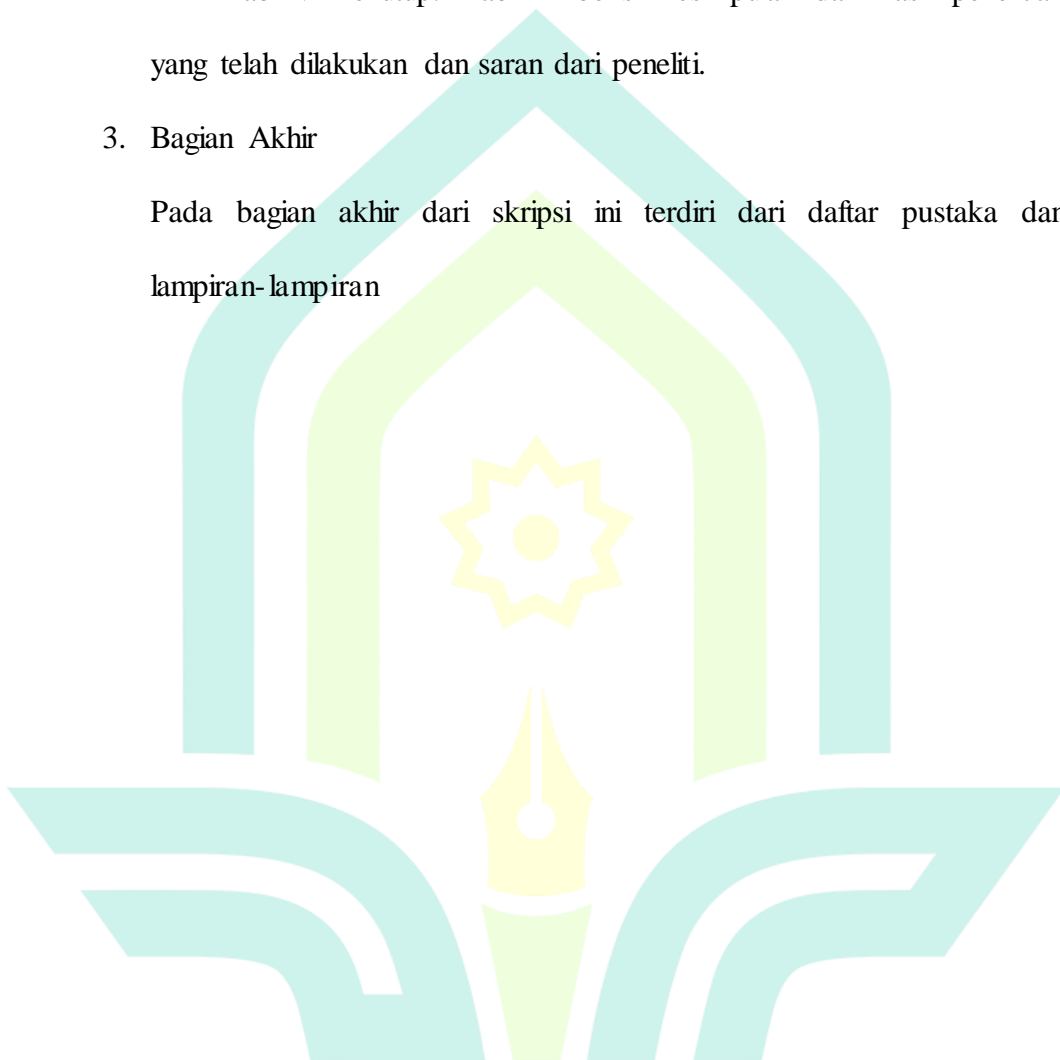 yang telah dilakukan dan saran dari peneliti.
3. Bagian Akhir
Pada bagian akhir dari skripsi ini terdiri dari daftar pustaka dan
lampiran-lampiran